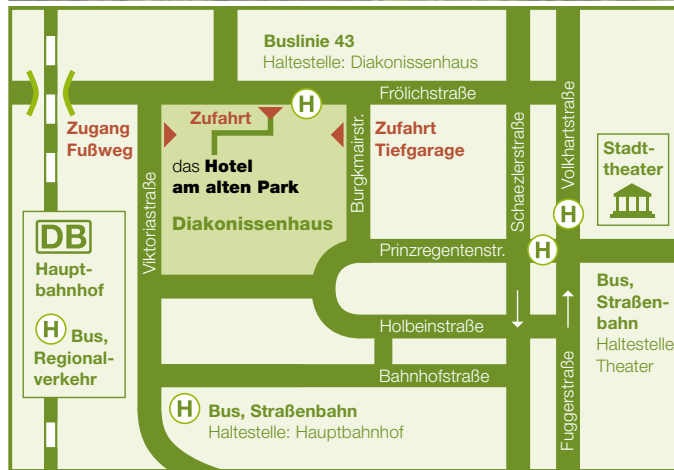 Buslinie 43
Haltestelle: Diakonissenhaus
H
Frölichstraße
Zugang
Fußweg
Zufahrt
Zufahrt
Tiefgarage
das Hotel
am alten Park
Diakonissenhaus
Viktoriastraße
Burgkmairstr.
Schaezlerstraße
Volkhartstraße
Stadt-
theater
H
H
Prinzregentenstr.
DB
Haupt-
bahnhof
H Bus,
Regional-
verkehr
Bus,
Straßen-
bahn
Haltestelle
Theater
Holbeinstraße
Bahnhofstraße
Fuggerstraße
H Bus, Straßenbahn
Haltestelle: Hauptbahnhof